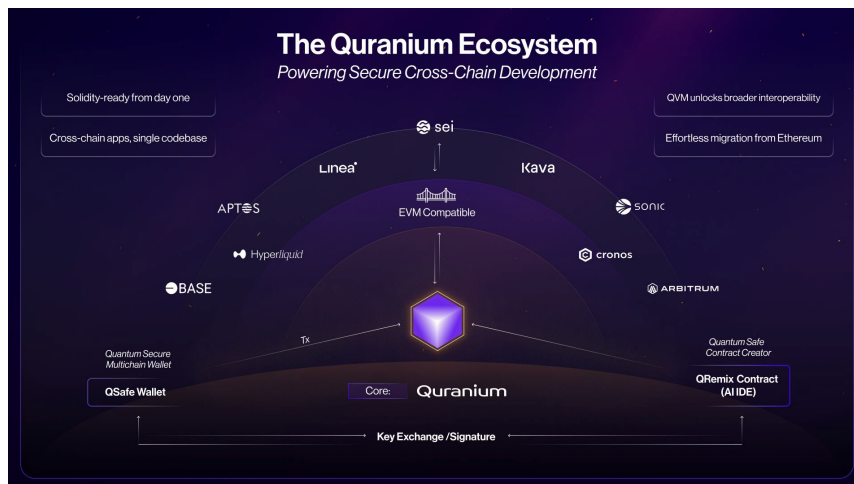 The Quranium Ecosystem
Powering Secure Cross-Chain Development
Solidity-ready from day one
QVM unlocks broader interoperability
Cross-chain apps, single codebase
Effortless migration from Ethereum
sei
Linea
Kava
APTOS
SONIC
EVM Compatible
Hyperliquid
cronos
BASE
ARBITRUM
Tx
Quantum Secure
Multichain Wallet
QSafe Wallet
Quantum Safe
Contract Creator
QRemix Contract
(AI IDE)
Core: Quranium
Key Exchange /Signature